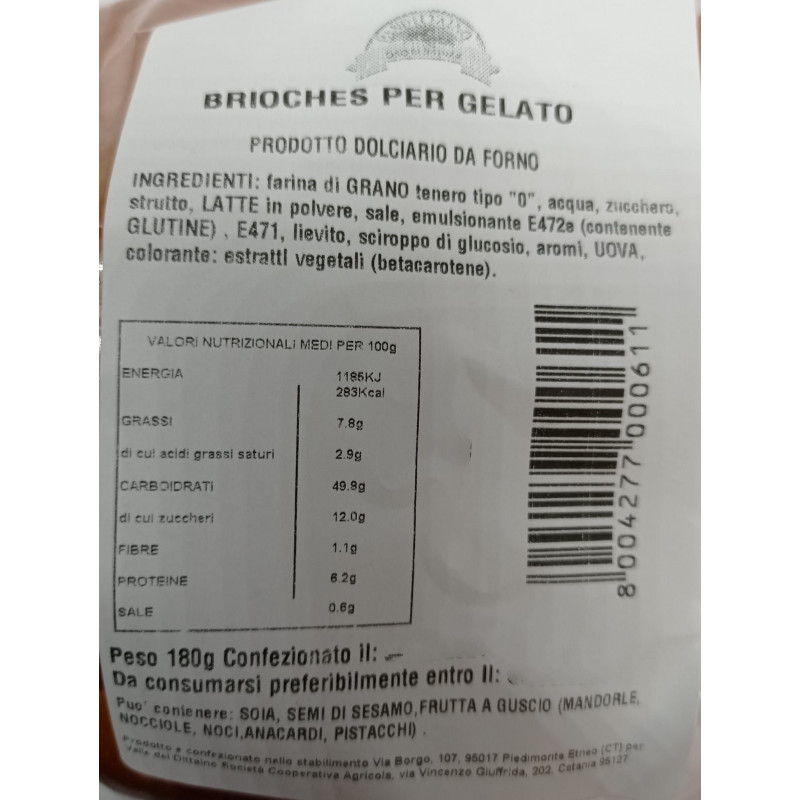 BRIOCHES PER GELATO
PRODOTTO DOLCIARIO DA FORNO
INGREDIENTI: farina di GRANO tenero tipo "0", acqua, zucchero,
strutto, LATTE in polvere, sale, emulsionante E472e (contenente
GLUTINE) , E471, lievito, sciroppo di glucosio, aromi, UOVA,
colorante: estratti vegetali (betacarotene).
VALORI NUTRIZIONALI MEDI PER 100g
ENERGIA 1185KJ
283Kcal
GRASSI 7.8g
di cui acidi grassi saturi 2.9g
CARBOIDRATI 49.8g
di cui zuccheri 12.0g
FIBRE 1.1g
PROTEINE 6.2g
SALE 0.6g
8 004277 000611
Peso 180g Confezionato il:
Da consumarsi preferibilmente entro Il:
Puo' contenere: SOIA, SEMI DI SESAMO,FRUTTA A GUSCIO (MANDORLE,
NOCCIOLE, NOCI,ANACARDI, PISTACCHI) .
Prodotto e confezionato nello stabilimento Via Borgo, 107, 95017 Piedimonte Etneo (CT) per
Valle del Dittaino Società Cooperativa Agricola, via Vincenzo Giuffrida, 202, Catania 95127